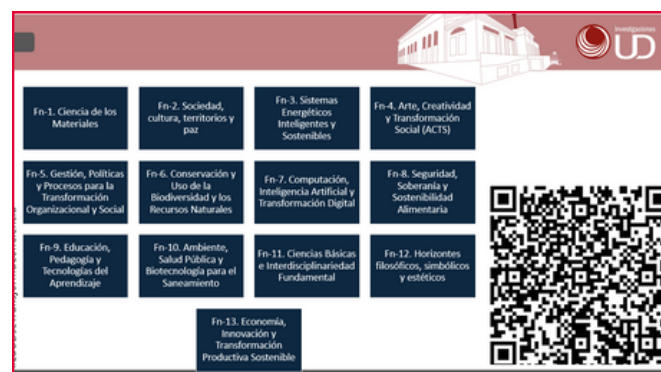 Investigaciones
UD
Fn-1. Ciencia de los
Materiales
Fn-2. Sociedad,
cultura, territorios y
paz
Fn-3. Sistemas
Energéticos
Inteligentes y
Sostenibles
Fn-4. Arte, Creatividad
y Transformación
Social (ACTS)
Fn-5. Gestión, Políticas
y Procesos para la
Transformación
Organizacional y Social
Fn-6. Conservación y
Uso de la
Biodiversidad y los
Recursos Naturales
Fn-7. Computación,
Inteligencia Artificial y
Transformación Digital
Fn-8. Seguridad,
Soberanía y
Sostenibilidad
Alimentaria
Fn-9. Educación,
Pedagogía y
Tecnologías del
Aprendizaje
Fn-10. Ambiente,
Salud Pública y
Biotecnología para el
Saneamiento
Fn-11. Ciencias Básicas
e Interdisciplinariedad
Fundamental
Fn-12. Horizontes
filosóficos, simbólicos
y estéticos
Fn-13. Economía,
Innovación y
Transformación
Productiva Sostenible